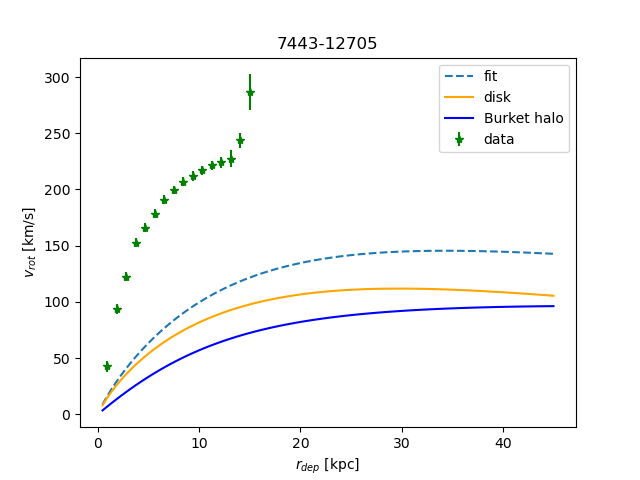 7443-12705
fit
disk
Burket halo
data
300
250
200
150
100
50
0
v_rot [km/s]
0 10 20 30 40
r_dep [kpc]